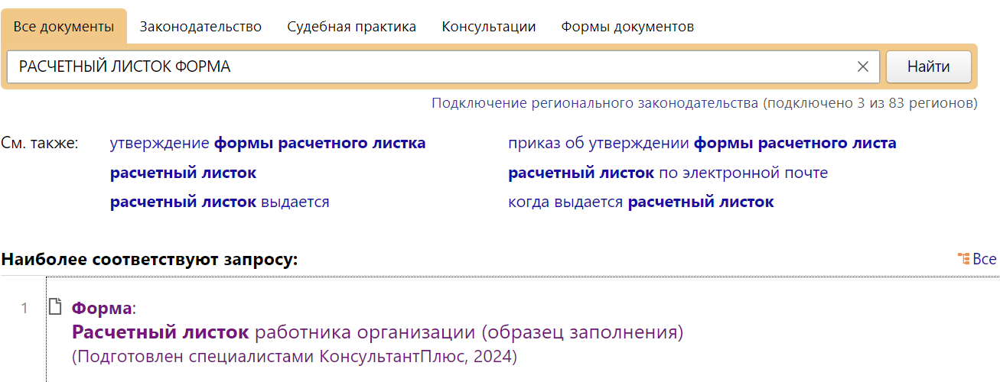 Все документы Законодательство Судебная практика Консультации Формы документов
РАСЧЕТНЫЙ ЛИСТОК ФОРМА Найти
Подключение регионального законодательства (подключено 3 из 83 регионов)
См. также: утверждение формы расчетного листка приказ об утверждении формы расчетного листа
расчетный листок расчетный листок по электронной почте
расчетный листок выдается когда выдается расчетный листок
Наиболее соответствуют запросу: Все
1 Форма:
Расчетный листок работника организации (образец заполнения)
(Подготовлен специалистами КонсультантПлюс, 2024)